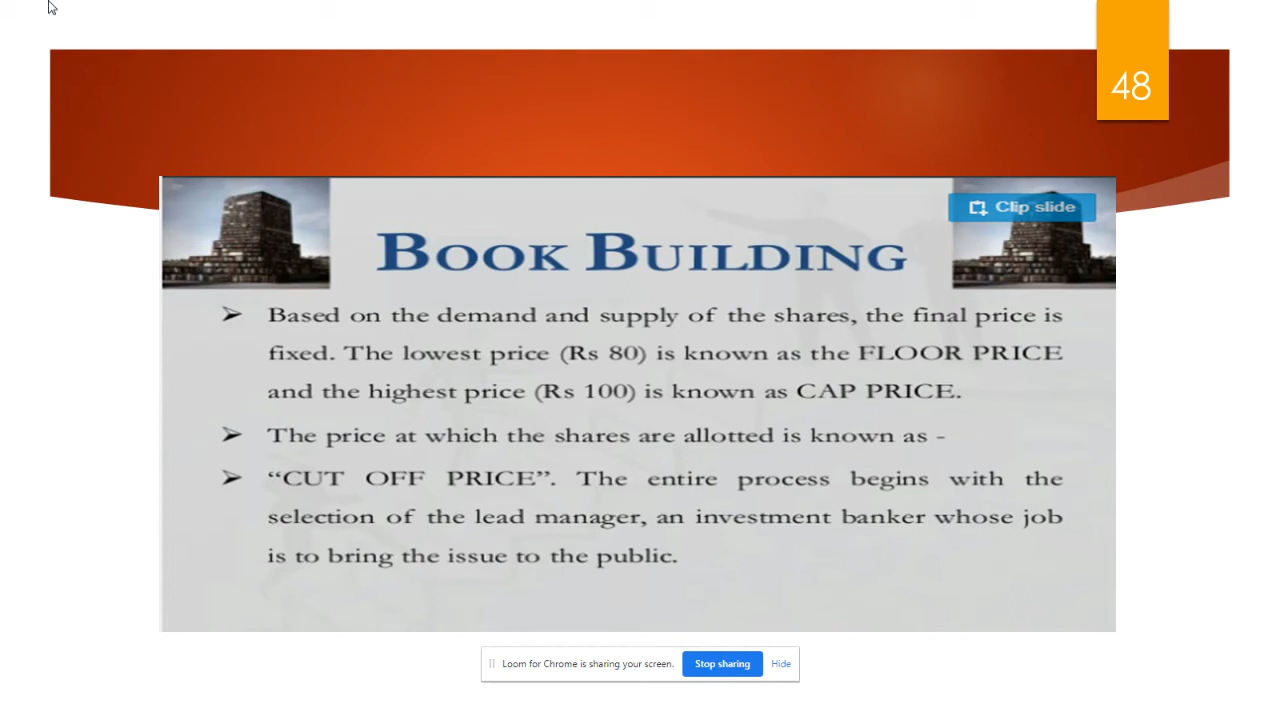 48
Clip slide
BOOK BUILDING
➢ Based on the demand and supply of the shares, the final price is
fixed. The lowest price (Rs 80) is known as the FLOOR PRICE
and the highest price (Rs 100) is known as CAP PRICE.
➢ The price at which the shares are allotted is known as -
➢ “CUT OFF PRICE”. The entire process begins with the
selection of the lead manager, an investment banker whose job
is to bring the issue to the public.
Loom for Chrome is sharing your screen. Stop sharing Hide